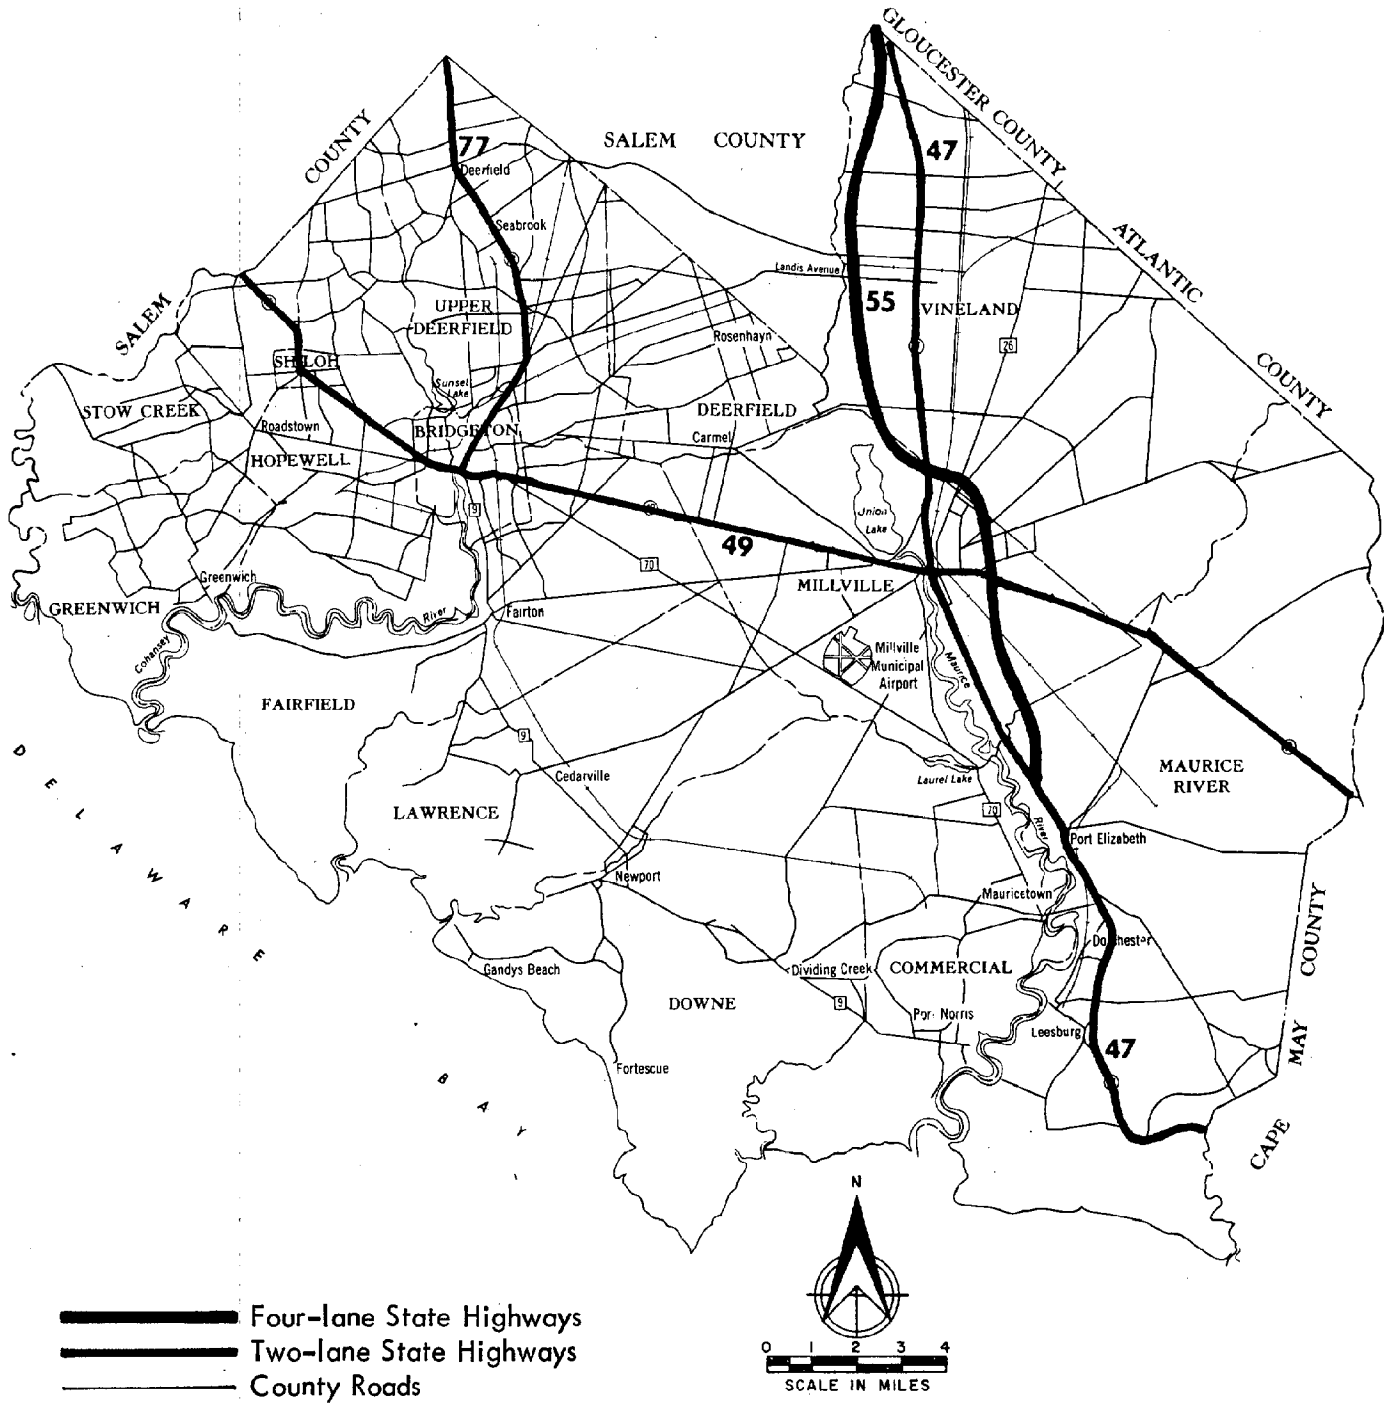 GLOUCESTER COUNTY
COUNTY
77
SALEM COUNTY
47
Deerfield
Seabrook
ATLANTIC
Landis Avenue
SALEM
UPPER
DEERFIELD
55
VINELAND
Rosenhayn
26
SHILOH
COUNTY
Sunset
Lake
STOW CREEK
DEERFIELD
Roadstown
BRIDGETON
Carmel
HOPEWELL
9
Union
Lake
49
70
Greenwich
MILLVILLE
GREENWICH
River
Fairton
Cohansey
Millville
Municipal
Airport
Maurice
FAIRFIELD
9
DELAWARE
Cedarville
Laurel Lake
MAURICE
RIVER
LAWRENCE
70
River
Port Elizabeth
Newport
Mauricetown
COUNTY
Dorchester
Gandys Beach
Dividing Creek
COMMERCIAL
DOWNE
9
Port Norris
Leesburg
47
MAY
Fortescue
BAY
CAPE
N
Four-lane State Highways
Two-lane State Highways
County Roads
0 1 2 3 4
SCALE IN MILES